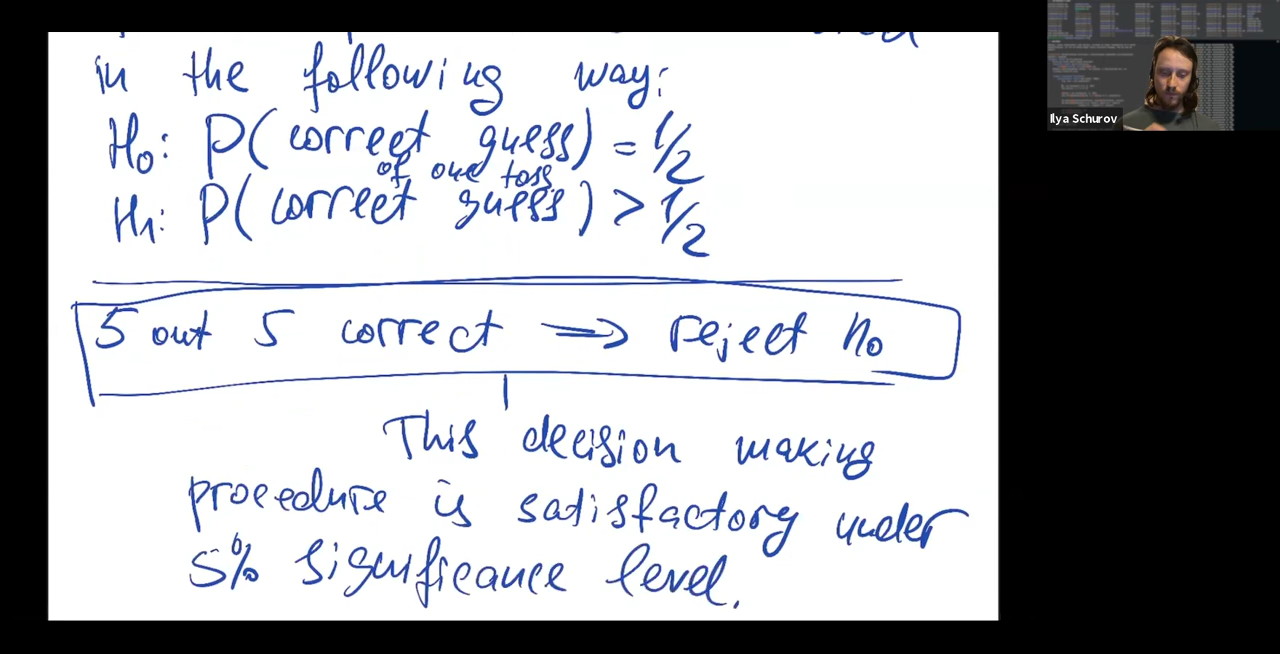 in the following way:
H₀: P(correct guess) = 1/2
of one toss
H₁: P(correct guess) > 1/2
5 out 5 correct ⇒ reject H₀
This decision making
procedure is satisfactory under
5% significance level.
Ilya Schurov